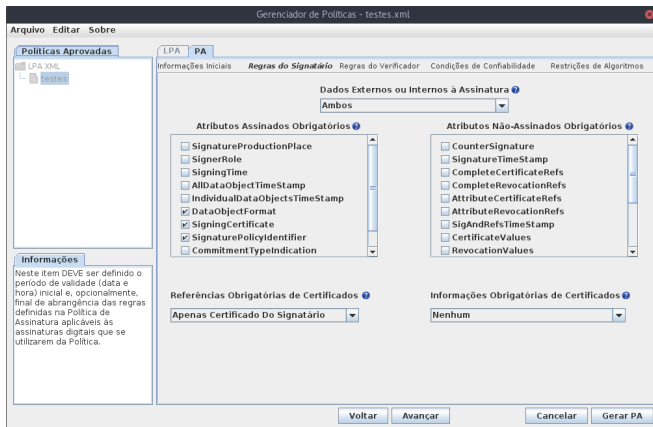 Gerenciador de Políticas - testes.xml
Arquivo Editar Sobre
Políticas Aprovadas
LPA XML
testes
LPA PA
Informações Iniciais Regras do Signatário Regras do Verificador Condições de Confiabilidade Restrições de Algoritmos
Dados Externos ou Internos à Assinatura
Ambos
Atributos Assinados Obrigatórios
SignatureProductionPlace
SignerRole
SigningTime
AllDataObjectTimeStamp
IndividualDataObjectsTimeStamp
DataObjectFormat
SigningCertificate
SignaturePolicyIdentifier
CommitmentTypeIndication
Atributos Não-Assinados Obrigatórios
CounterSignature
SignatureTimeStamp
CompleteCertificateRefs
CompleteRevocationRefs
AttributeCertificateRefs
AttributeRevocationRefs
SigAndRefsTimeStamp
CertificateValues
RevocationValues
Referências Obrigatórias de Certificados
Apenas Certificado Do Signatário
Informações Obrigatórias de Certificados
Nenhum
Informações
Neste item DEVE ser definido o
período de validade (data e
hora) inicial e, opcionalmente,
final de abrangência das regras
definidas na Política de
Assinatura aplicáveis às
assinaturas digitais que se
utilizarem da Política.
Voltar Avançar Cancelar Gerar PA